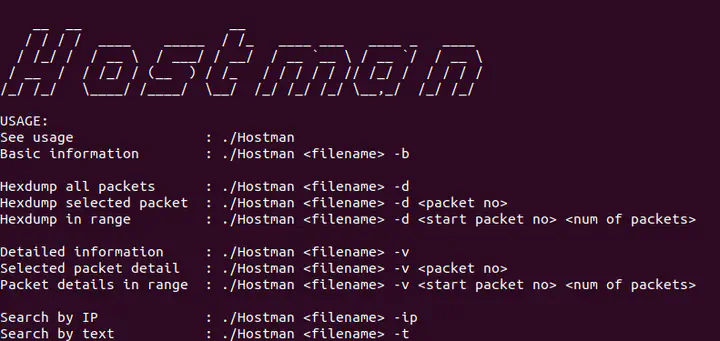 Hostman
USAGE:
See usage : ./Hostman
Basic information : ./Hostman <filename> -b
Hexdump all packets : ./Hostman <filename> -d
Hexdump selected packet : ./Hostman <filename> -d <packet no>
Hexdump in range : ./Hostman <filename> -d <start packet no> <num of packets>
Detailed information : ./Hostman <filename> -v
Selected packet detail : ./Hostman <filename> -v <packet no>
Packet details in range : ./Hostman <filename> -v <start packet no> <num of packets>
Search by IP : ./Hostman <filename> -ip
Search by text : ./Hostman <filename> -t